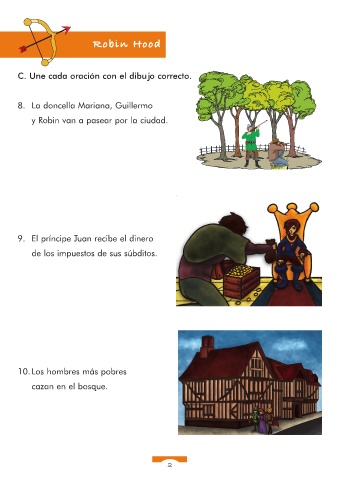 Robin Hood
C. Une cada oración con el dibujo correcto.
8. La doncella Mariana, Guillermo
y Robin van a pasear por la ciudad.
9. El príncipe Juan recibe el dinero
de los impuestos de sus súbditos.
10. Los hombres más pobres
cazan en el bosque.
2